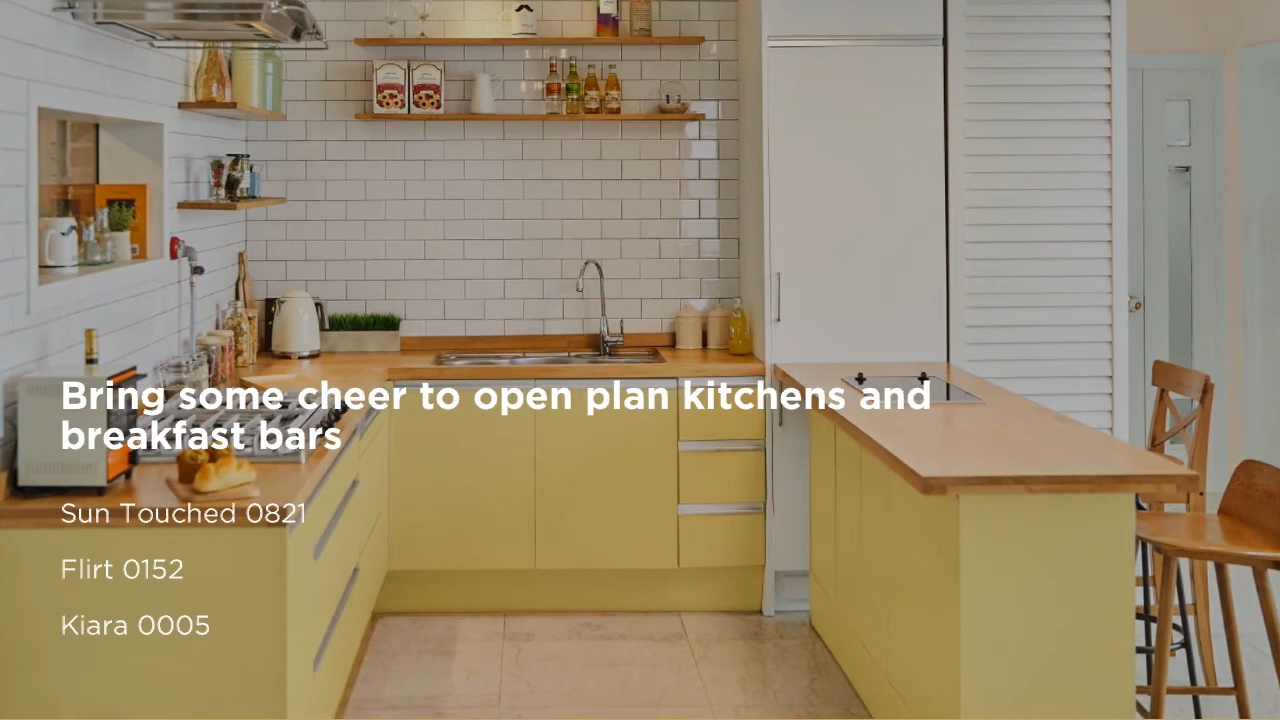 Bring some cheer to open plan kitchens and
breakfast bars
Sun Touched 0821
Flirt 0152
Kiara 0005